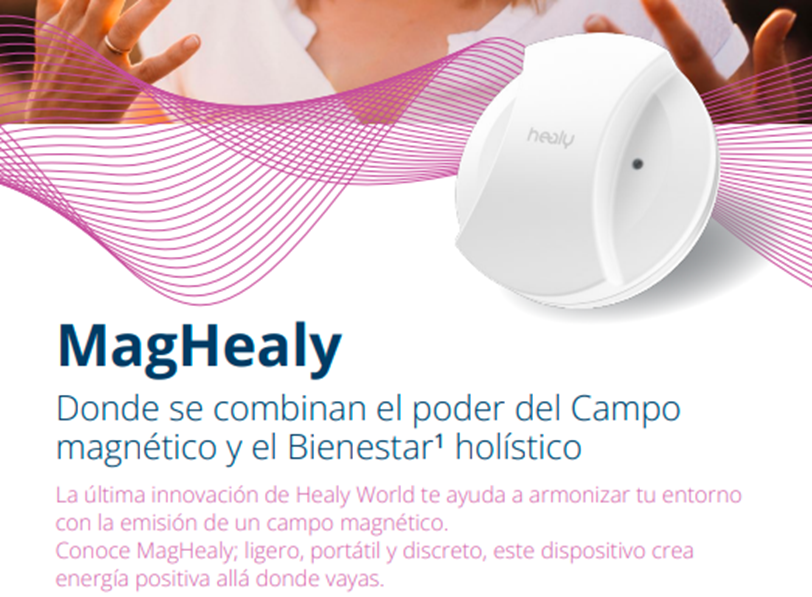 healy
MagHealy
Donde se combinan el poder del Campo
magnético y el Bienestar¹ holístico
La última innovación de Healy World te ayuda a armonizar tu entorno
con la emisión de un campo magnético.
Conoce MagHealy; ligero, portátil y discreto, este dispositivo crea
energía positiva allá donde vayas.